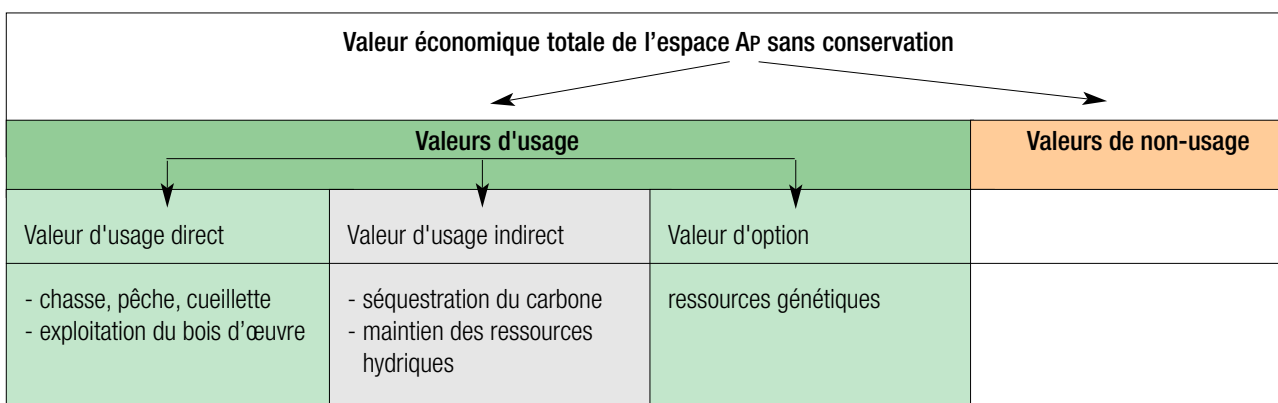 Valeur économique totale de l’espace AP sans conservation
Valeurs d'usage
Valeurs de non-usage
Valeur d'usage direct
Valeur d'usage indirect
Valeur d'option
- chasse, pêche, cueillette
- exploitation du bois d’œuvre
- séquestration du carbone
- maintien des ressources
hydriques
ressources génétiques